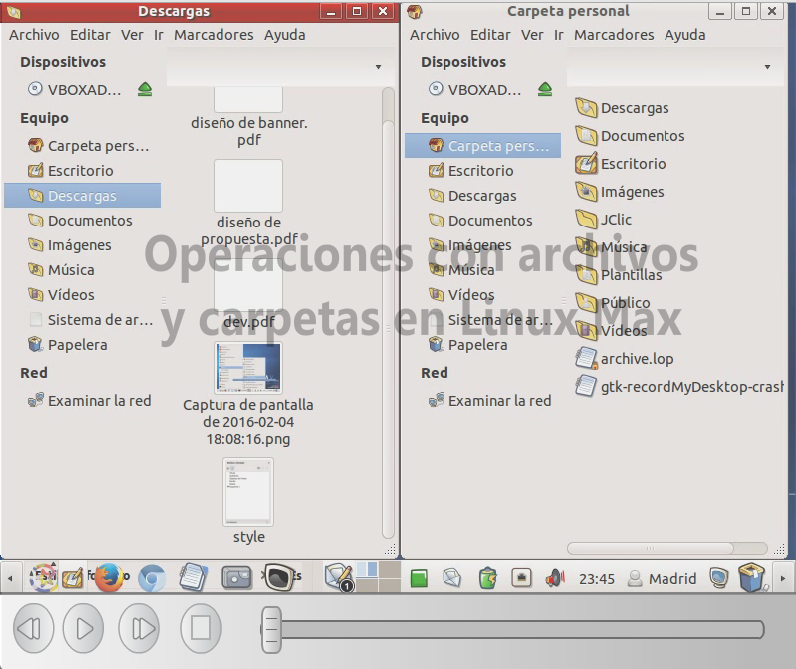 Descargas
Archivo Editar Ver Ir Marcadores Ayuda
Dispositivos
VBOXAD...
Equipo
Carpeta pers...
Escritorio
Descargas
Documentos
Imágenes
Música
Vídeos
Sistema de ar...
Papelera
Red
Examinar la red
diseño de banner.
pdf
diseño de
propuesta.pdf
dev.pdf
Captura de pantalla
de 2016-02-04
18:08:16.png
style
Carpeta personal
Archivo Editar Ver Ir Marcadores Ayuda
Dispositivos
VBOXAD...
Equipo
Carpeta pers...
Escritorio
Descargas
Documentos
Imágenes
Música
Vídeos
Sistema de ar...
Papelera
Red
Examinar la red
Descargas
Documentos
Escritorio
Imágenes
JClic
Música
Plantillas
Público
Vídeos
archive.lop
gtk-recordMyDesktop-crash
Operaciones con archivos
y carpetas en Linux Max
1
23:45 Madrid